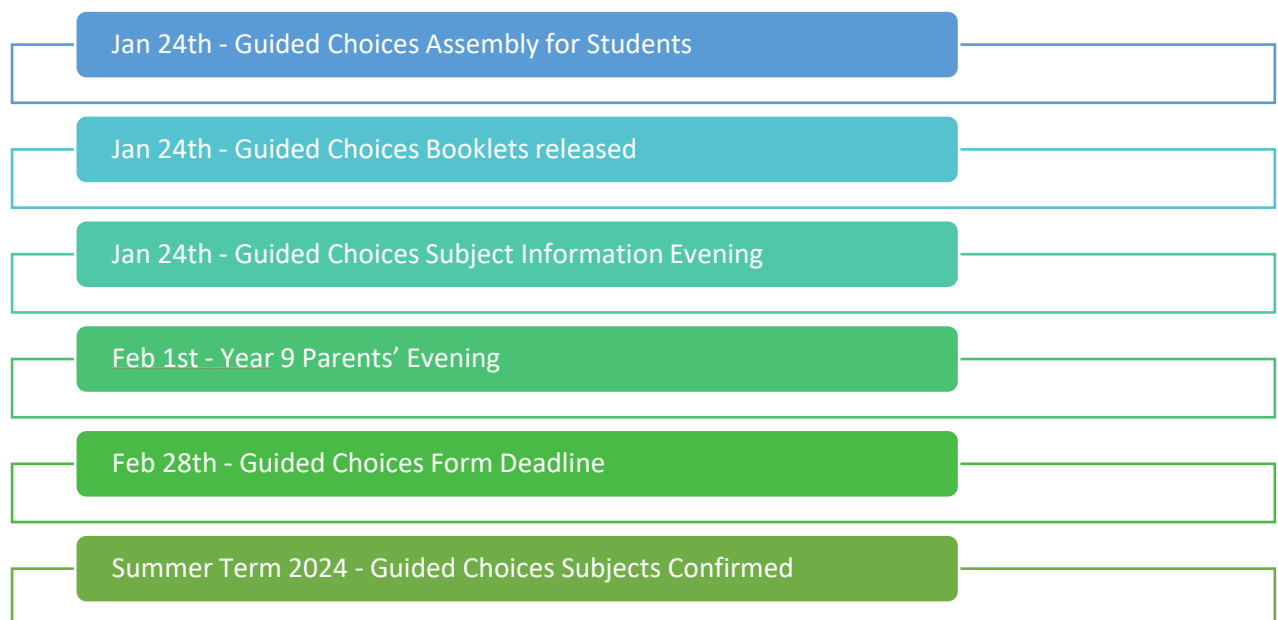 Jan 24th - Guided Choices Assembly for Students
Jan 24th - Guided Choices Booklets released
Jan 24th - Guided Choices Subject Information Evening
Feb 1st - Year 9 Parents’ Evening
Feb 28th - Guided Choices Form Deadline
Summer Term 2024 - Guided Choices Subjects Confirmed